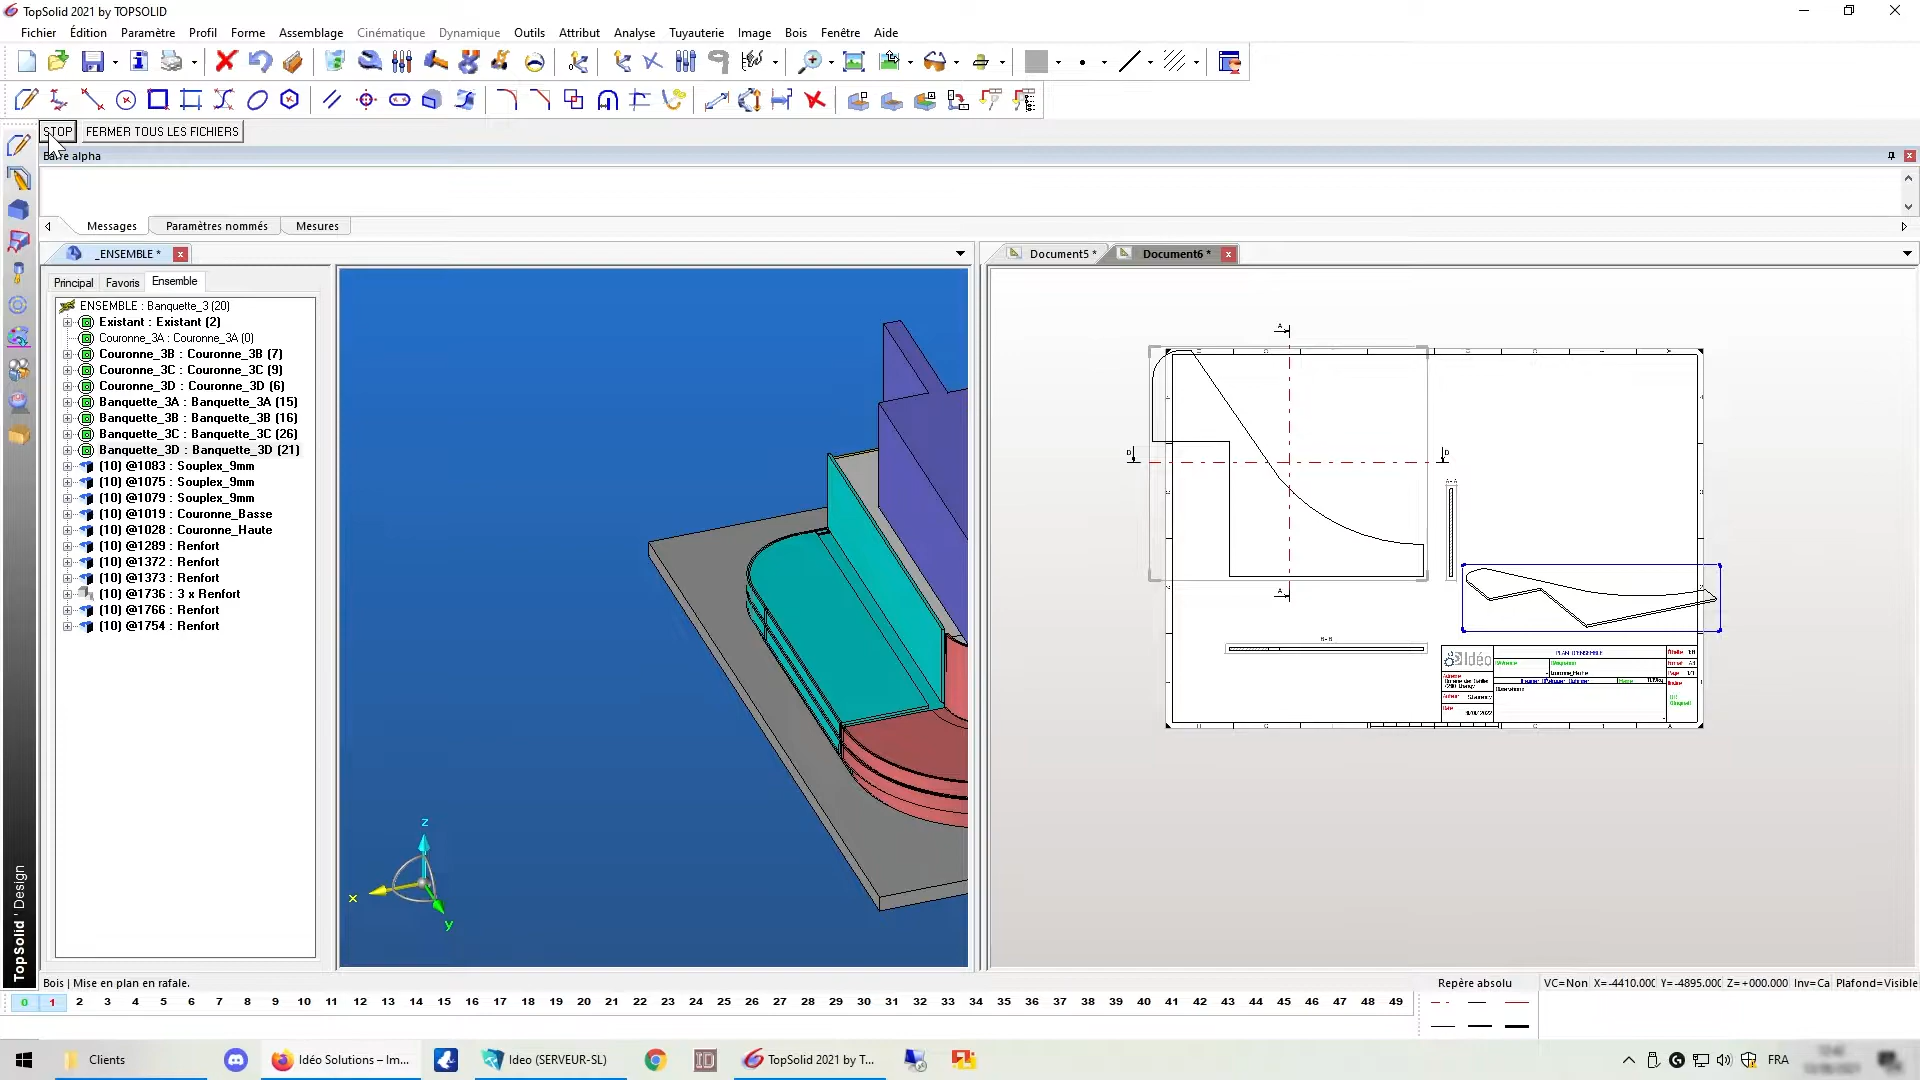 TopSolid 2021 by TOPSOLID
Fichier Édition Paramètre Profil Forme Assemblage Cinématique Dynamique Outils Attribut Analyse Tuyauterie Image Bois Fenêtre Aide
STOP FERMER TOUS LES FICHIERS
Barre alpha
Messages Paramètres nommés Mesures
_ENSEMBLE * Document5 * Document6 *
Principal Favoris Ensemble
ENSEMBLE : Banquette_3 (20)
Existant : Existant (2)
Couronne_3A : Couronne_3A (0)
Couronne_3B : Couronne_3B (7)
Couronne_3C : Couronne_3C (9)
Couronne_3D : Couronne_3D (6)
Banquette_3A : Banquette_3A (15)
Banquette_3B : Banquette_3B (16)
Banquette_3C : Banquette_3C (26)
Banquette_3D : Banquette_3D (21)
(10) @1083 : Souplex_9mm
(10) @1075 : Souplex_9mm
(10) @1079 : Souplex_9mm
(10) @1019 : Couronne_Basse
(10) @1028 : Couronne_Haute
(10) @1289 : Renfort
(10) @1372 : Renfort
(10) @1373 : Renfort
(10) @1736 : 3 x Renfort
(10) @1766 : Renfort
(10) @1754 : Renfort
z
x
y
A
D D
A-A
A
Idéo PLAN D'ENSEMBLE
Couronne_Haute
TopSolid'Design
Bois | Mise en plan en rafale. Repère absolu VC=Non X=-4410.000 Y=-4895.000 Z=+000.000 Inv=Ca Plafond=Visible
0 1 2 3 4 5 6 7 8 9 10 11 12 13 14 15 16 17 18 19 20 21 22 23 24 25 26 27 28 29 30 31 32 33 34 35 36 37 38 39 40 41 42 43 44 45 46 47 48 49
Clients Idéo Solutions – Im... Ideo (SERVEUR-SL) ID TopSolid 2021 by T... FRA